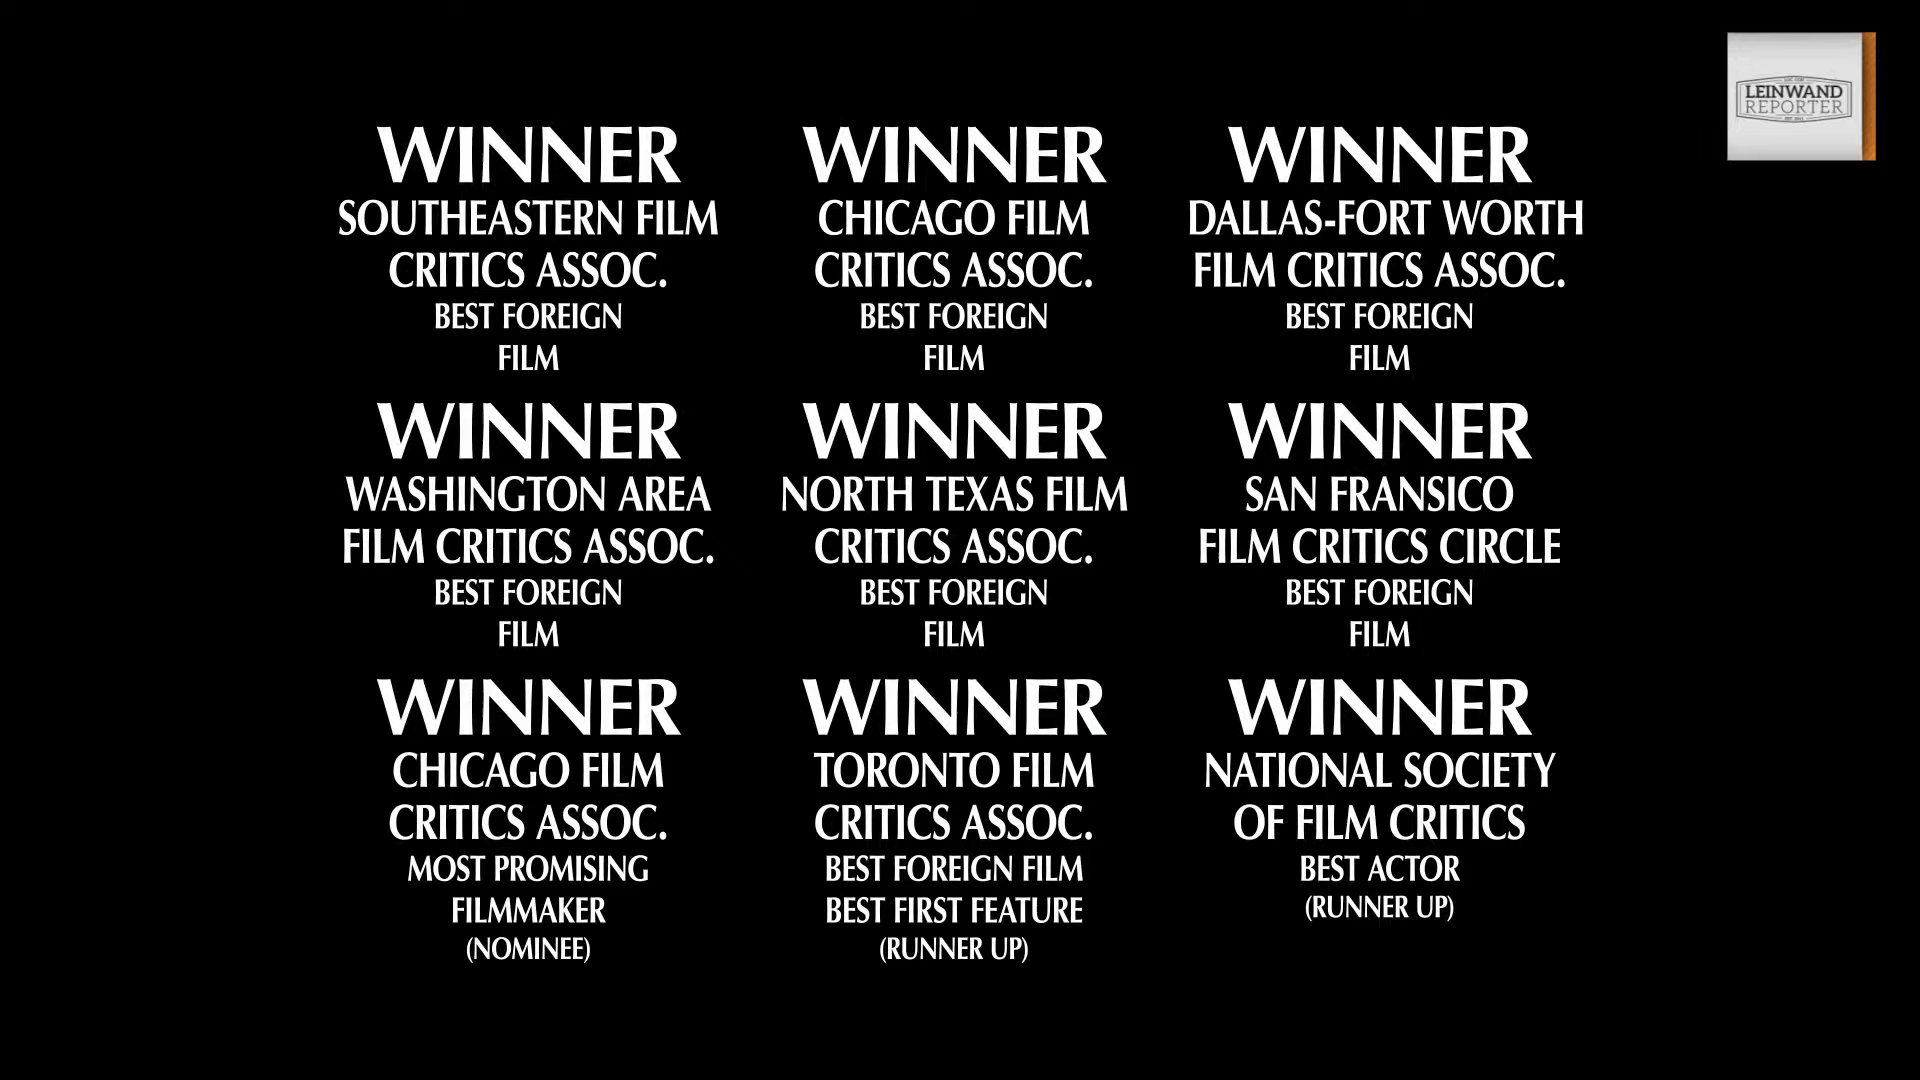 WINNER
SOUTHEASTERN FILM
CRITICS ASSOC.
BEST FOREIGN
FILM
WINNER
CHICAGO FILM
CRITICS ASSOC.
BEST FOREIGN
FILM
WINNER
DALLAS-FORT WORTH
FILM CRITICS ASSOC.
BEST FOREIGN
FILM
WINNER
WASHINGTON AREA
FILM CRITICS ASSOC.
BEST FOREIGN
FILM
WINNER
NORTH TEXAS FILM
CRITICS ASSOC.
BEST FOREIGN
FILM
WINNER
SAN FRANSICO
FILM CRITICS CIRCLE
BEST FOREIGN
FILM
WINNER
CHICAGO FILM
CRITICS ASSOC.
MOST PROMISING
FILMMAKER
(NOMINEE)
WINNER
TORONTO FILM
CRITICS ASSOC.
BEST FOREIGN FILM
BEST FIRST FEATURE
(RUNNER UP)
WINNER
NATIONAL SOCIETY
OF FILM CRITICS
BEST ACTOR
(RUNNER UP)
LEINWAND
REPORTER